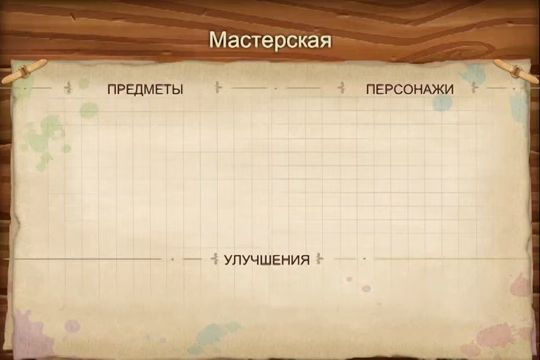 Мастерская
ПРЕДМЕТЫ
ПЕРСОНАЖИ
УЛУЧШЕНИЯ